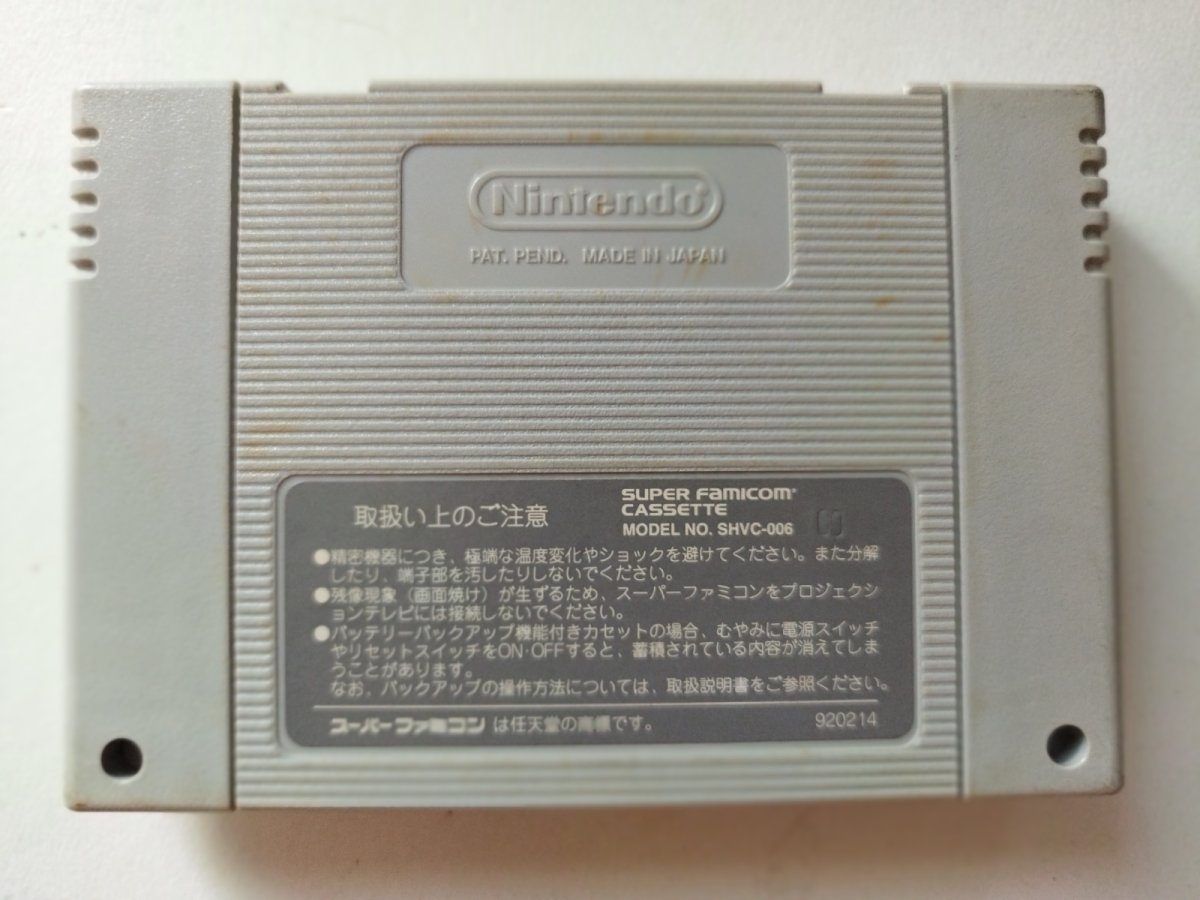 Nintendo®
PAT. PEND. MADE IN JAPAN
取扱い上のご注意
SUPER FAMICOM
CASSETTE
MODEL NO. SHVC-006
●精密機器につき、極端な温度変化やショックを避けてください。また分解
したり、端子部を汚したりしないでください。
●残像現象（画面焼け）が生ずるため、スーパーファミコンをプロジェクシ
ョンテレビには接続しないでください。
●バッテリーバックアップ機能付きカセットの場合、むやみに電源スイッチ
やリセットスイッチをON·OFFすると、蓄積されている内容が消えてしま
うことがあります。
なお、バックアップの操作方法については、取扱説明書をご参照ください。
スーパーファミコン は任天堂の商標です。
920214